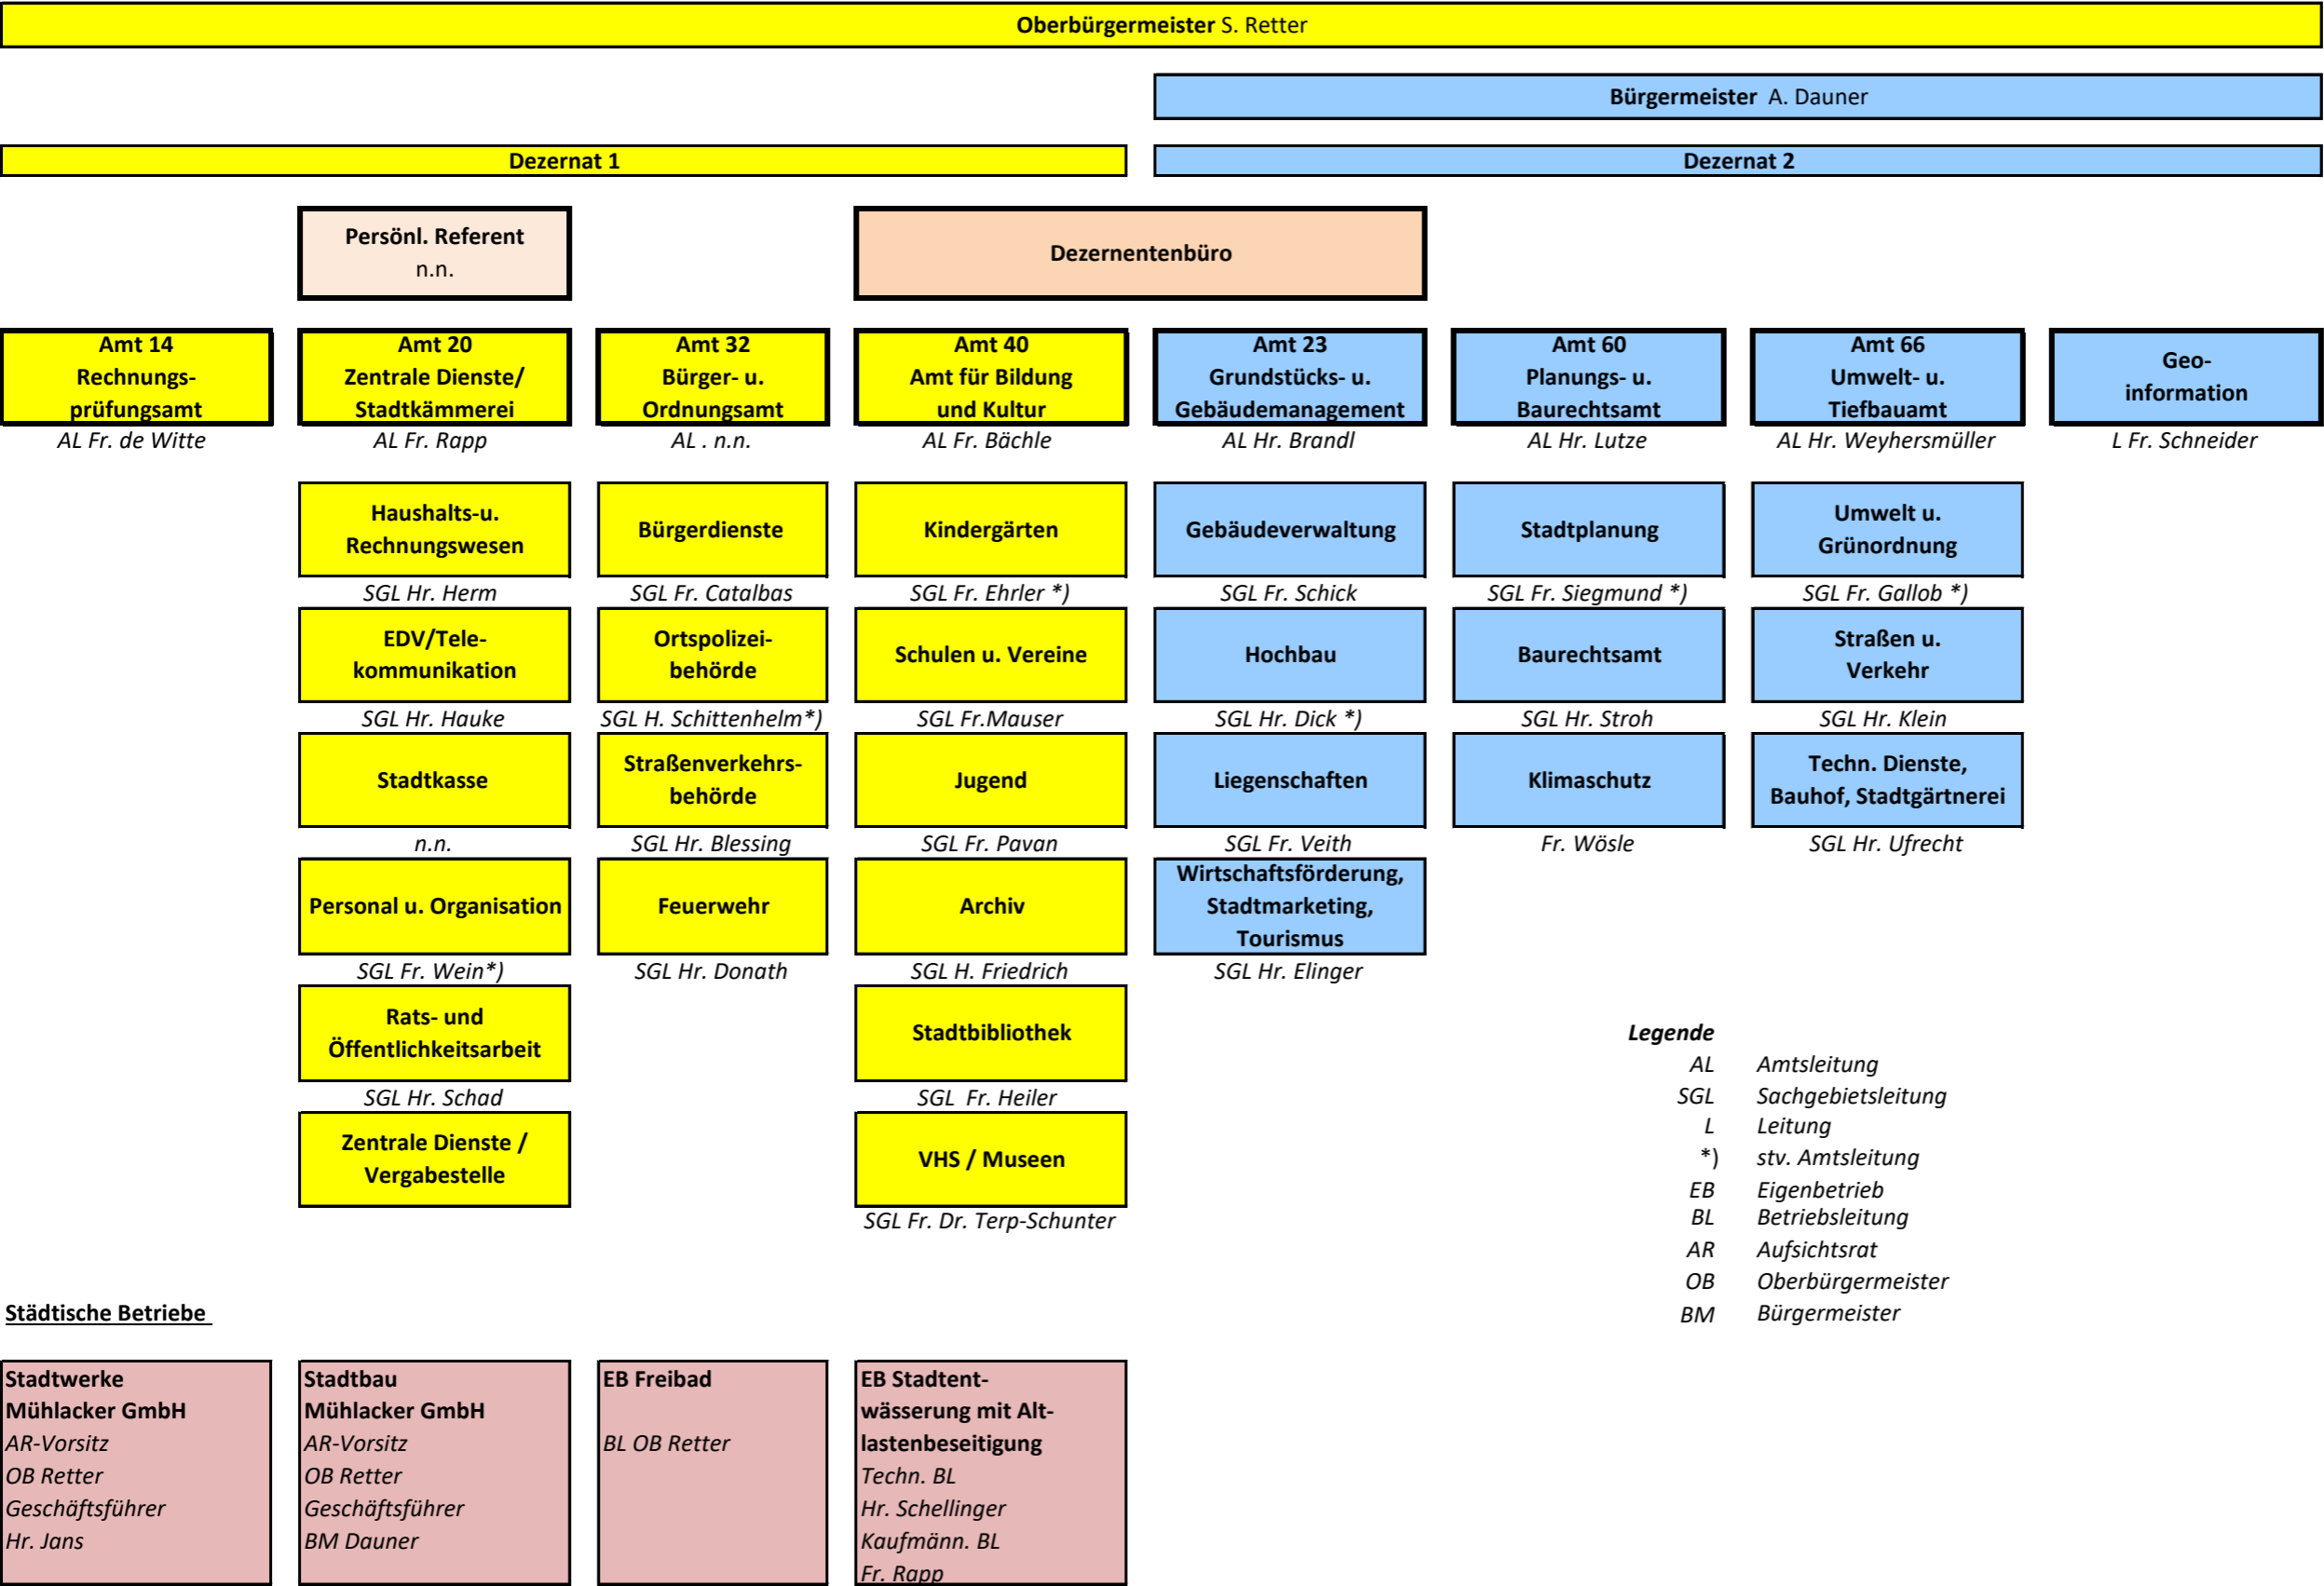 Oberbürgermeister S. Retter
Bürgermeister A. Dauner
Dezernat 1
Dezernat 2
Persönl. Referent
n.n.
Dezernentenbüro
Amt 14
Rechnungs-
prüfungsamt
AL Fr. de Witte
Amt 20
Zentrale Dienste/
Stadtkämmerei
AL Fr. Rapp
Haushalts-u.
Rechnungswesen
SGL Hr. Herm
EDV/Tele-
kommunikation
SGL Hr. Hauke
Stadtkasse
n.n.
Personal u. Organisation
SGL Fr. Wein*)
Rats- und
Öffentlichkeitsarbeit
SGL Hr. Schad
Zentrale Dienste /
Vergabestelle
Amt 32
Bürger- u.
Ordnungsamt
AL . n.n.
Bürgerdienste
SGL Fr. Catalbas
Ortspolizei-
behörde
SGL H. Schittenhelm*)
Straßenverkehrs-
behörde
SGL Hr. Blessing
Feuerwehr
SGL Hr. Donath
Amt 40
Amt für Bildung
und Kultur
AL Fr. Bächle
Kindergärten
SGL Fr. Ehrler *)
Schulen u. Vereine
SGL Fr.Mauser
Jugend
SGL Fr. Pavan
Archiv
SGL H. Friedrich
Stadtbibliothek
SGL Fr. Heiler
VHS / Museen
SGL Fr. Dr. Terp-Schunter
Amt 23
Grundstücks- u.
Gebäudemanagement
AL Hr. Brandl
Gebäudeverwaltung
SGL Fr. Schick
Hochbau
SGL Hr. Dick *)
Liegenschaften
SGL Fr. Veith
Wirtschaftsförderung,
Stadtmarketing,
Tourismus
SGL Hr. Elinger
Amt 60
Planungs- u.
Baurechtsamt
AL Hr. Lutze
Stadtplanung
SGL Fr. Siegmund *)
Baurechtsamt
SGL Hr. Stroh
Klimaschutz
Fr. Wösle
Amt 66
Umwelt- u.
Tiefbauamt
AL Hr. Weyhersmüller
Umwelt u.
Grünordnung
SGL Fr. Gallob *)
Straßen u.
Verkehr
SGL Hr. Klein
Techn. Dienste,
Bauhof, Stadtgärtnerei
SGL Hr. Ufrecht
Geo-
information
L Fr. Schneider
Legende
AL Amtsleitung
SGL Sachgebietsleitung
L Leitung
*) stv. Amtsleitung
EB Eigenbetrieb
BL Betriebsleitung
AR Aufsichtsrat
OB Oberbürgermeister
BM Bürgermeister
Städtische Betriebe
Stadtwerke
Mühlacker GmbH
AR-Vorsitz
OB Retter
Geschäftsführer
Hr. Jans
Stadtbau
Mühlacker GmbH
AR-Vorsitz
OB Retter
Geschäftsführer
BM Dauner
EB Freibad
BL OB Retter
EB Stadtent-
wässerung mit Alt-
lastenbeseitigung
Techn. BL
Hr. Schellinger
Kaufmänn. BL
Fr. Rapp